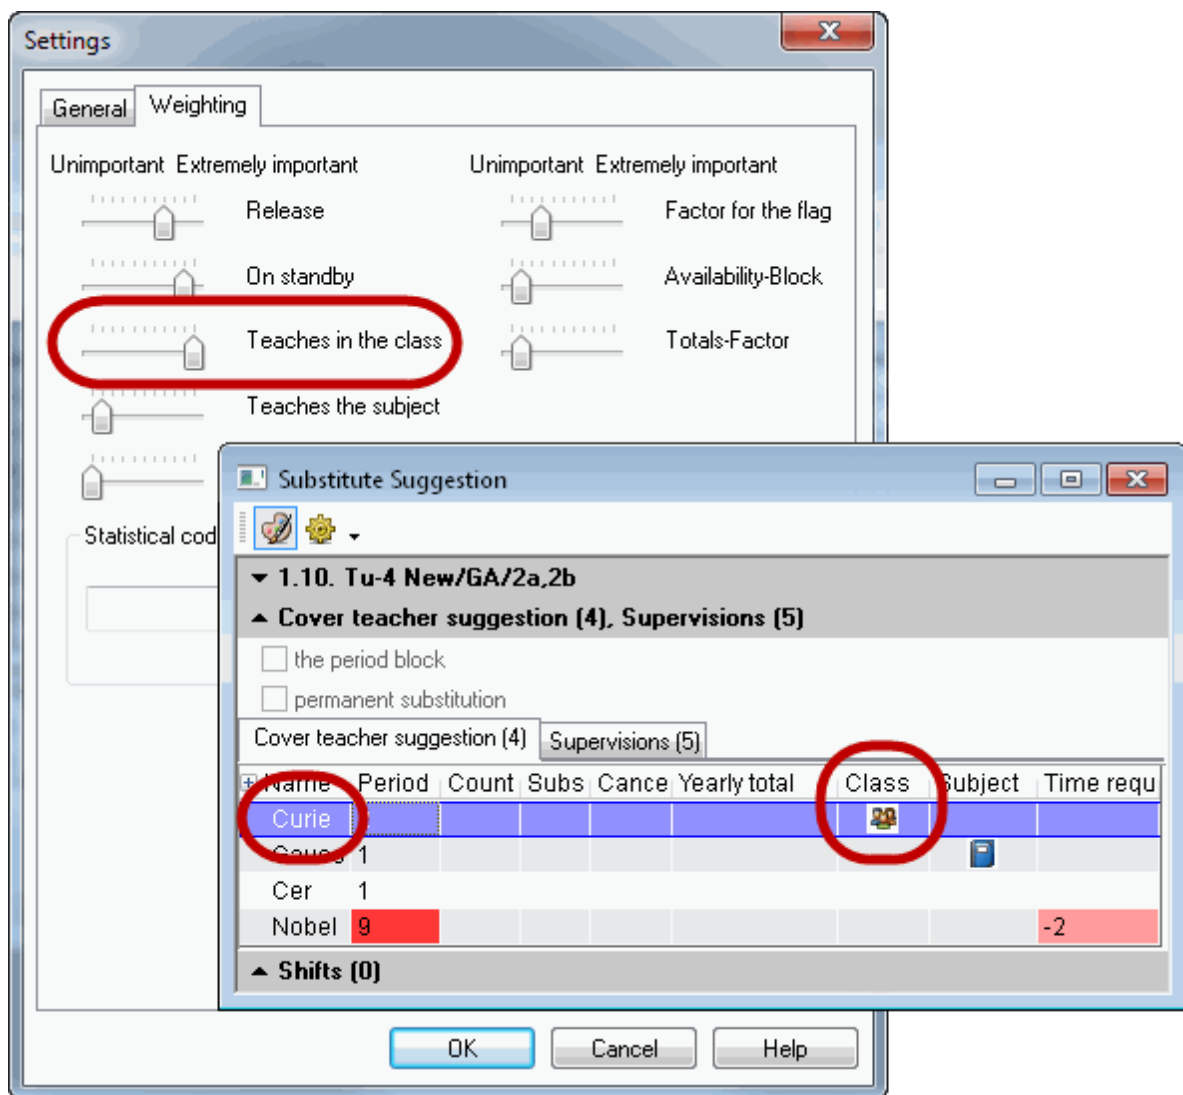 Settings
General Weighting
Unimportant Extremely important Unimportant Extremely important
Release Factor for the flag
On standby Availability-Block
Teaches in the class Totals-Factor
Teaches the subject
Substitute Suggestion
Statistical cod
1.10. Tu-4 New/GA/2a,2b
Cover teacher suggestion (4), Supervisions (5)
the period block
permanent substitution
Cover teacher suggestion (4) Supervisions (5)
Name Period Count Subs Cance Yearly total Class Subject Time requ
Curie
Gauss 1
Cer 1
Nobel 9 -2
Shifts (0)
OK Cancel Help